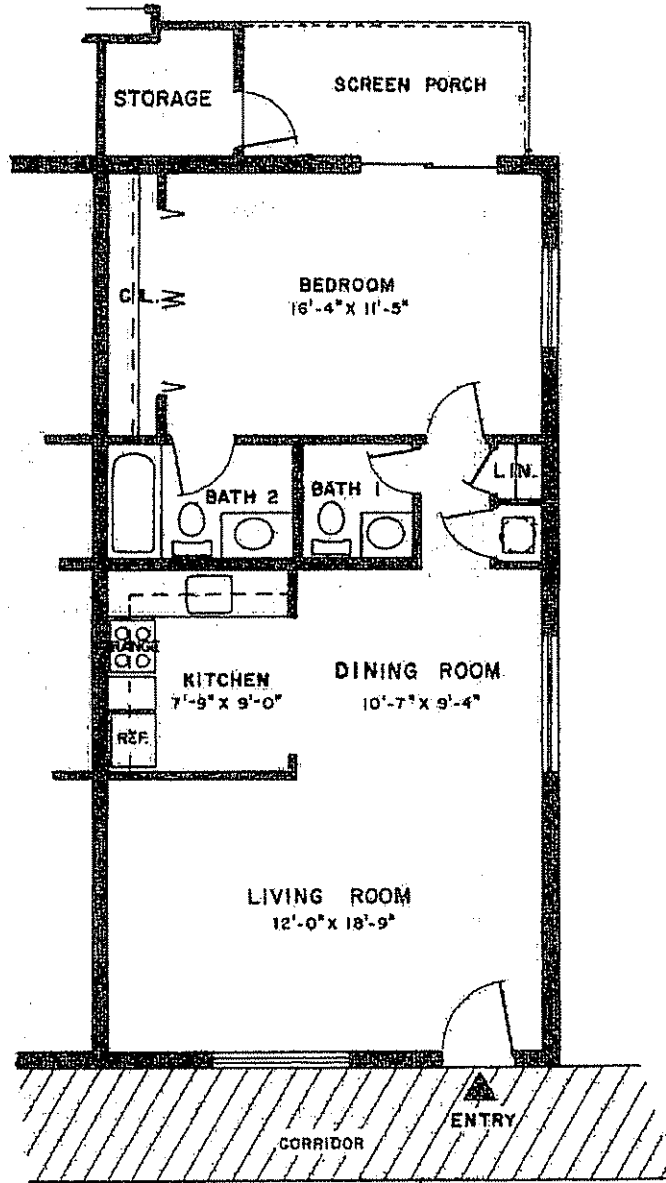 STORAGE
SCREEN PORCH
BEDROOM
16'-4" X 11'-5"
CL.
LIN.
BATH 2
BATH 1
RANGE
KITCHEN
7'-9" X 9'-0"
DINING ROOM
10'-7" X 9'-4"
REF.
LIVING ROOM
12'-0" X 18'-9"
ENTRY
CORRIDOR